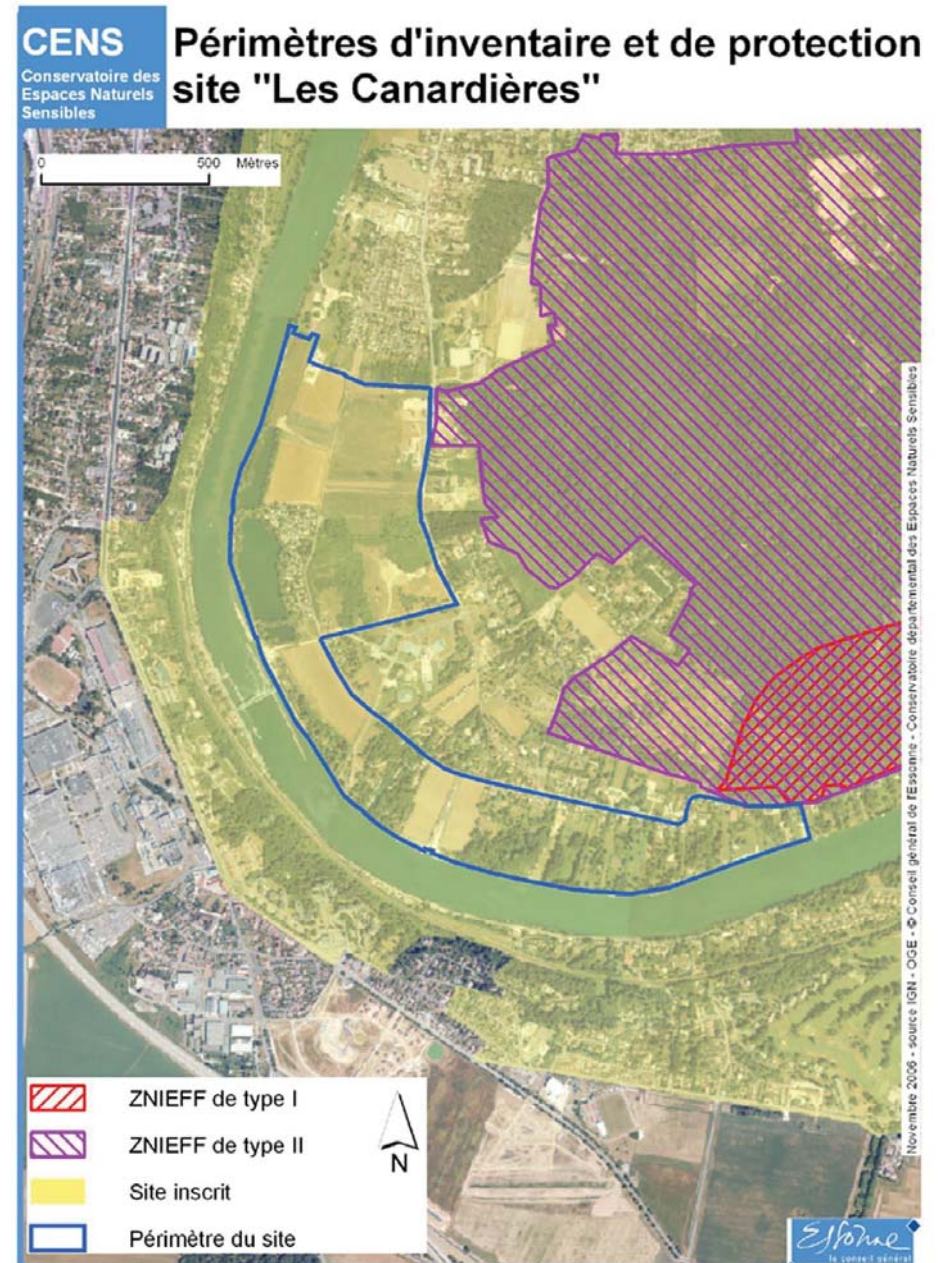 CENS
Conservatoire des
Espaces Naturels
Sensibles
Périmètres d'inventaire et de protection
site "Les Canardières"
0 500 Mètres
Novembre 2006 - source IGN - OGE - © Conseil général de l'Essonne - Conservatoire départemental des Espaces Naturels Sensibles
ZNIEFF de type I
ZNIEFF de type II
Site inscrit
Périmètre du site
N
Essonne
le conseil général